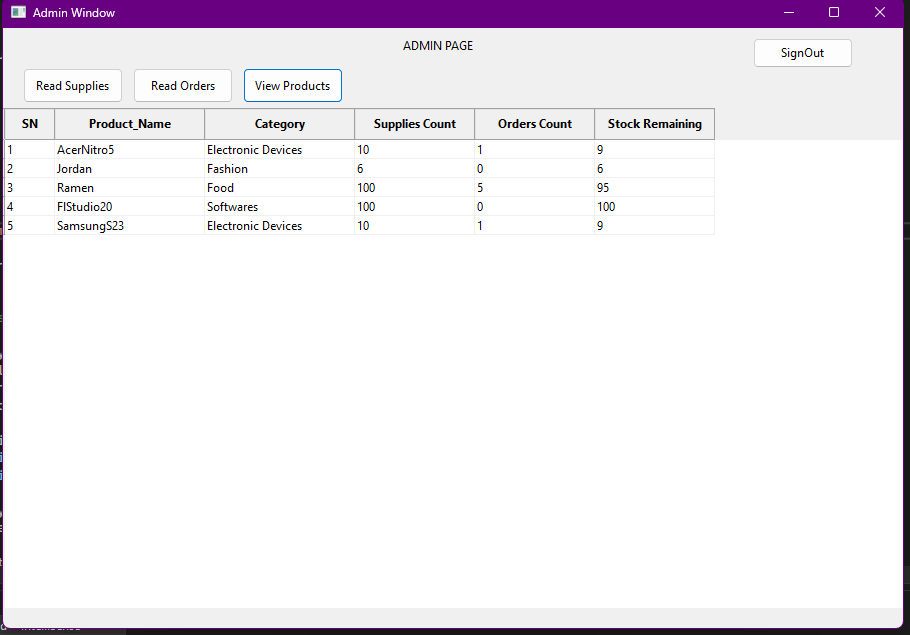 Admin Window
ADMIN PAGE
SignOut
Read Supplies Read Orders View Products
SN Product_Name Category Supplies Count Orders Count Stock Remaining
1 AcerNitro5 Electronic Devices 10 1 9
2 Jordan Fashion 6 0 6
3 Ramen Food 100 5 95
4 FlStudio20 Softwares 100 0 100
5 SamsungS23 Electronic Devices 10 1 9